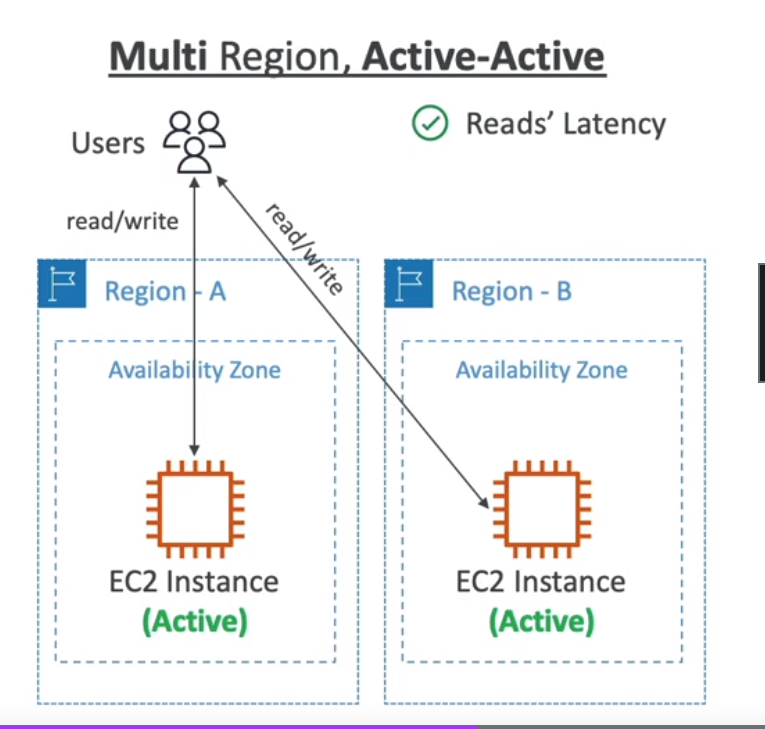 Multi Region, Active-Active
Users
Reads’ Latency
read/write
read/write
Region - A
Region - B
Availability Zone
Availability Zone
EC2 Instance
(Active)
EC2 Instance
(Active)